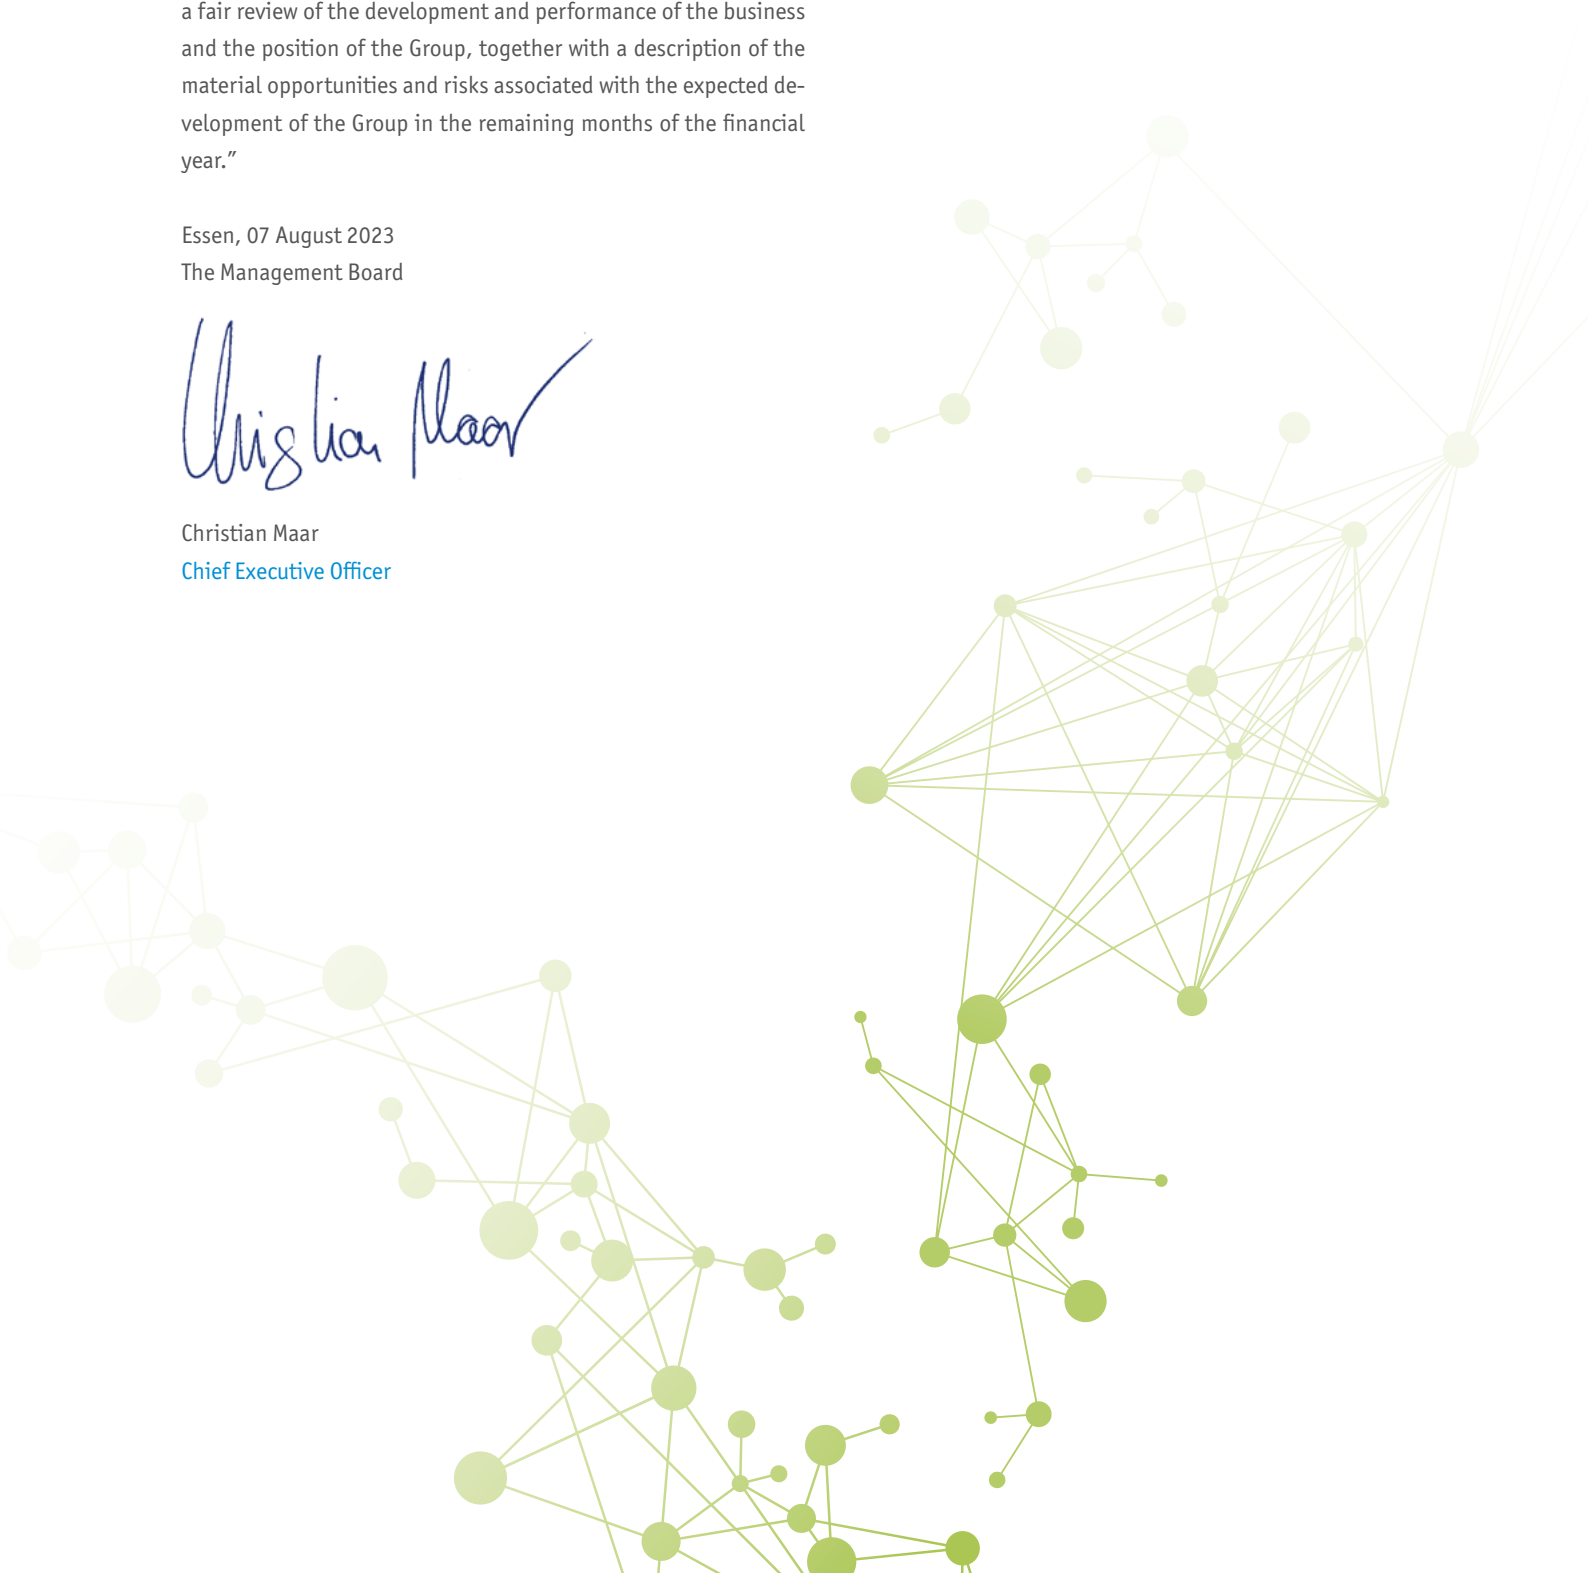 a fair review of the development and performance of the business
and the position of the Group, together with a description of the
material opportunities and risks associated with the expected de-
velopment of the Group in the remaining months of the financial
year.”
Essen, 07 August 2023
The Management Board
Christian Maar
Christian Maar
Chief Executive Officer